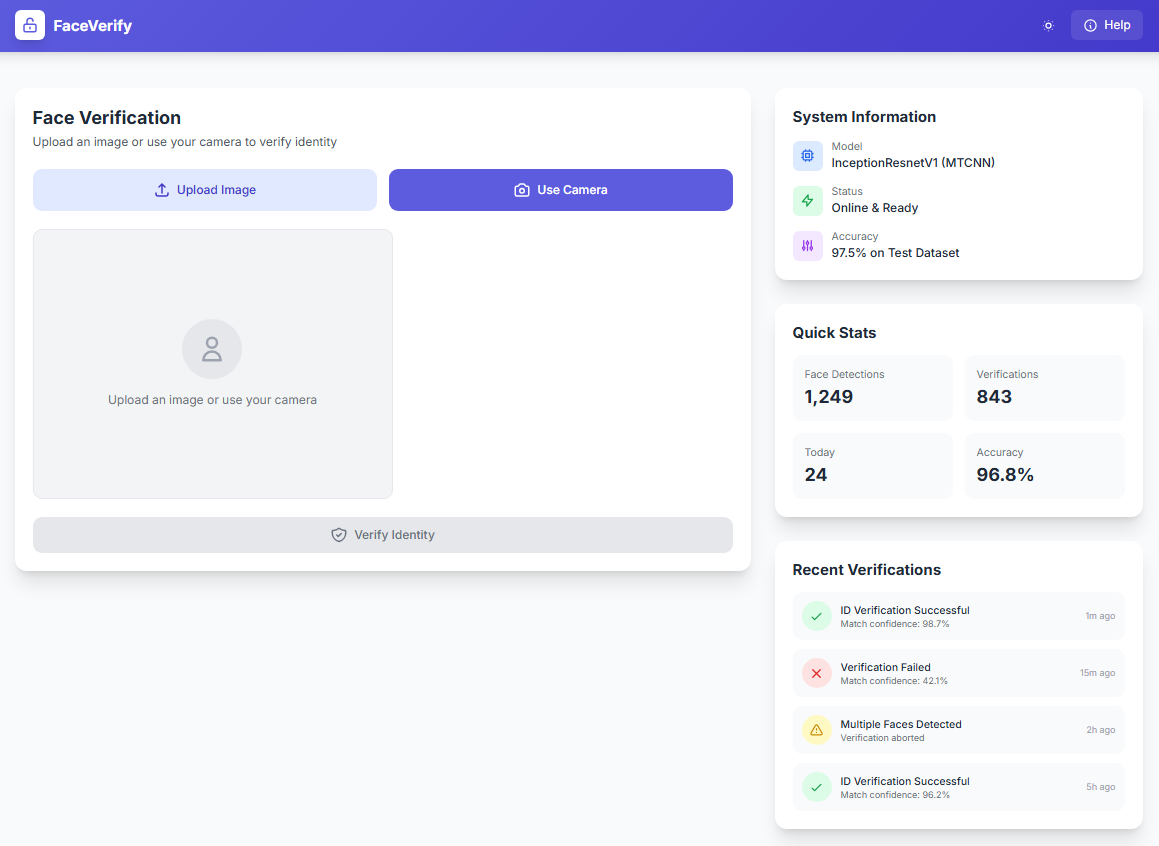 FaceVerify
Help
Face Verification
Upload an image or use your camera to verify identity
Upload Image
Use Camera
Upload an image or use your camera
Verify Identity
System Information
Model
InceptionResnetV1 (MTCNN)
Status
Online & Ready
Accuracy
97.5% on Test Dataset
Quick Stats
Face Detections
1,249
Verifications
843
Today
24
Accuracy
96.8%
Recent Verifications
ID Verification Successful
Match confidence: 98.7%
1m ago
Verification Failed
Match confidence: 42.1%
15m ago
Multiple Faces Detected
Verification aborted
2h ago
ID Verification Successful
Match confidence: 96.2%
5h ago